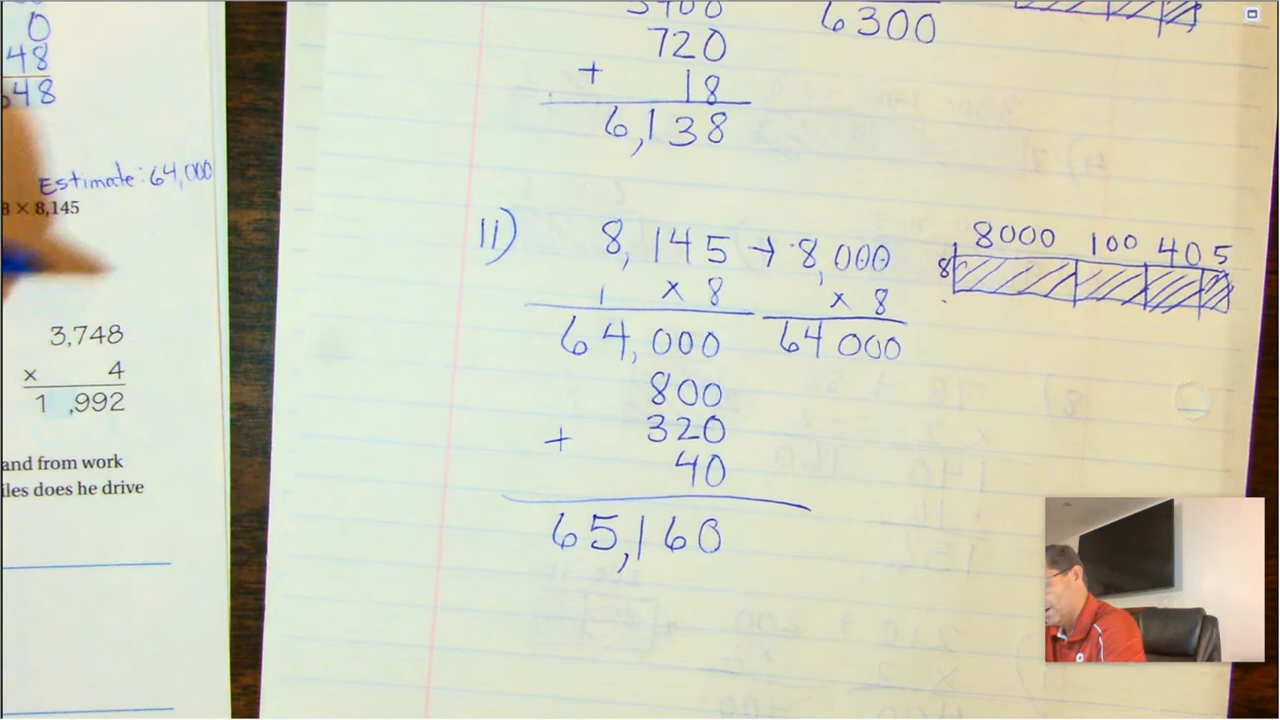 0
48
48
Estimate: 64,000
8 × 8,145
3,748
× 4
1 ,992
and from work
iles does he drive
720
+ 18
6,138
6300
11) 8,145 → 8,000
1 × 8 × 8
64,000 64000
800
320
+
40
65,160
8000 100 40 5
8